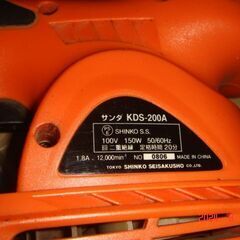 サンダ KDS-200A
SHINKO S.S.
100V 150W 50/60Hz
回 二重絶縁 定格時間 20分
1.8A 12,000min⁻¹ NO 0806 MADE IN CHINA
TOKYO SHINKO SEISAKUSHO CO.,LTD.